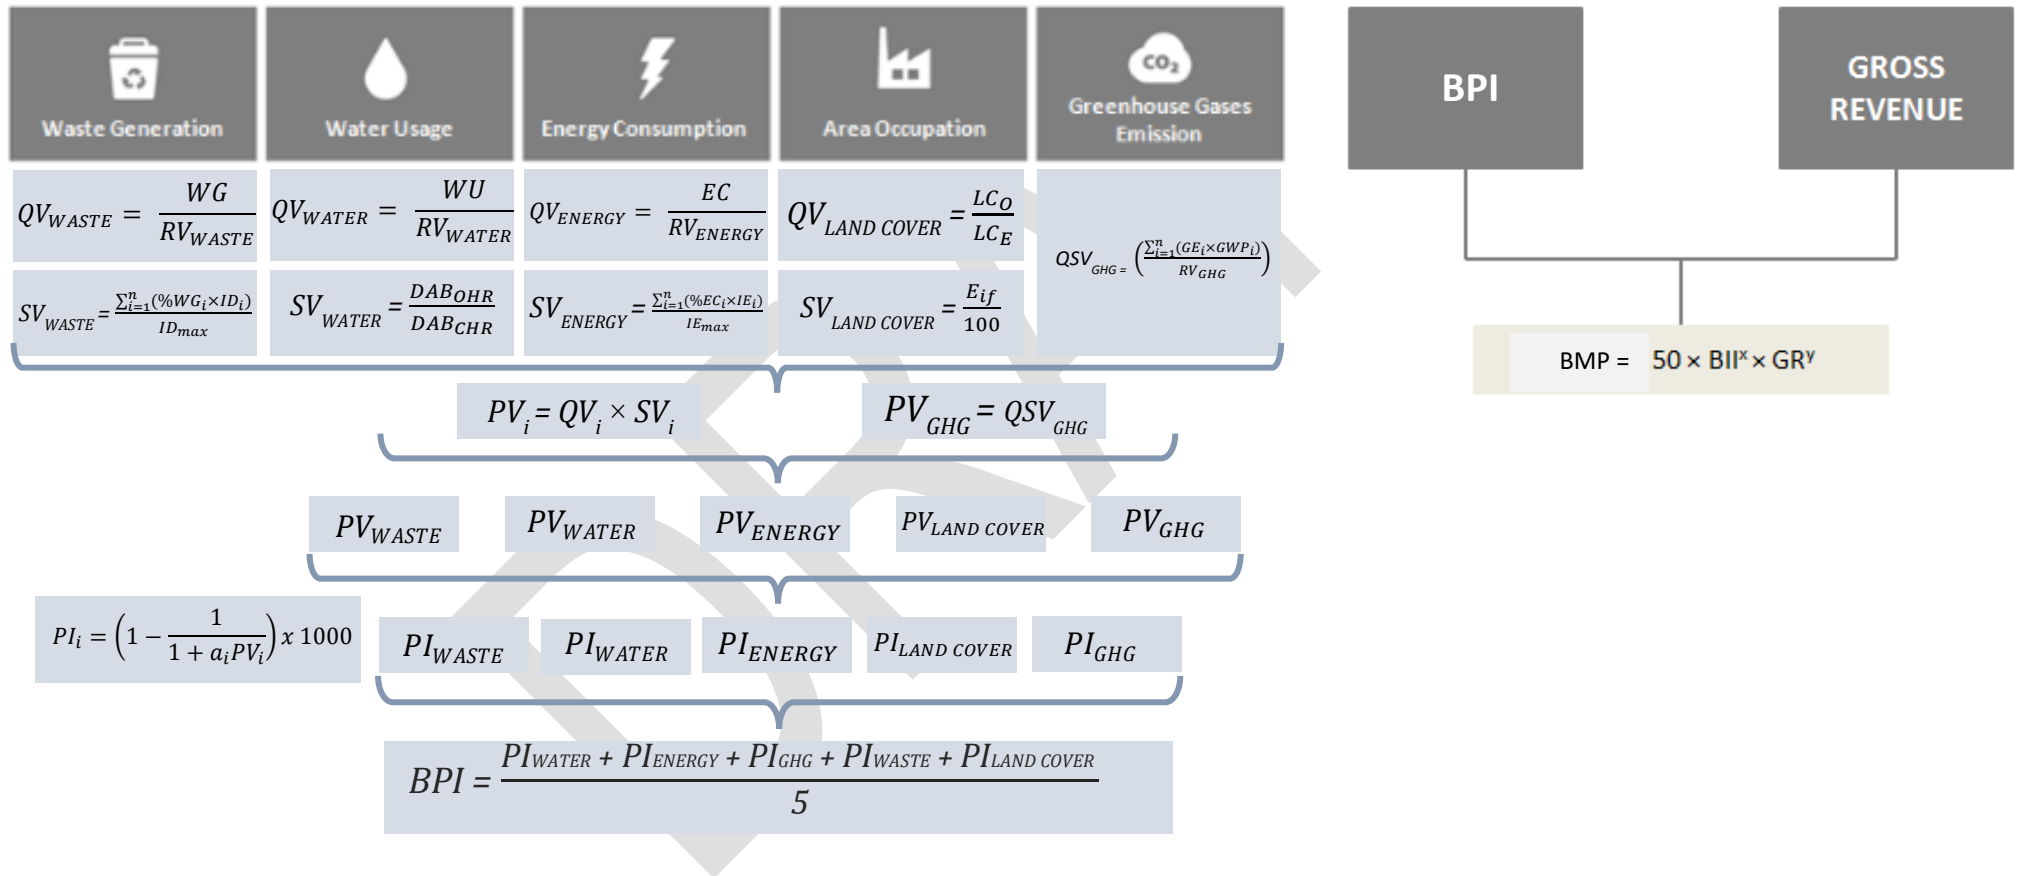 Waste Generation
Water Usage
Energy Consumption
Area Occupation
CO₂
Greenhouse Gases
Emission
BPI
GROSS
REVENUE
QV_WASTE = WG / RV_WASTE
QV_WATER = WU / RV_WATER
QV_ENERGY = EC / RV_ENERGY
QV_LAND COVER = LC_O / LC_E
QSV_GHG = (∑_{i=1}^{n}(GE_i×GWP_i) / RV_GHG)
SV_WASTE = ∑_{i=1}^{n}(%WG_i×ID_i) / ID_max
SV_WATER = DAB_OHR / DAB_CHR
SV_ENERGY = ∑_{i=1}^{n}(%EC_i×IE_i) / IE_max
SV_LAND COVER = E_if / 100
BMP = 50 × BII^x × GR^y
PV_i = QV_i × SV_i
PV_GHG = QSV_GHG
PV_WASTE
PV_WATER
PV_ENERGY
PV_LAND COVER
PV_GHG
PI_i = (1 − 1 / (1 + a_i PV_i)) x 1000
PI_WASTE
PI_WATER
PI_ENERGY
PI_LAND COVER
PI_GHG
BPI = (PI_WATER + PI_ENERGY + PI_GHG + PI_WASTE + PI_LAND COVER) / 5